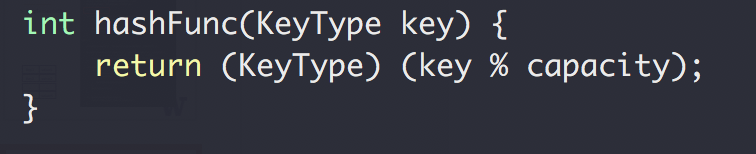 int hashFunc(KeyType key) {
    return (KeyType) (key % capacity);
}